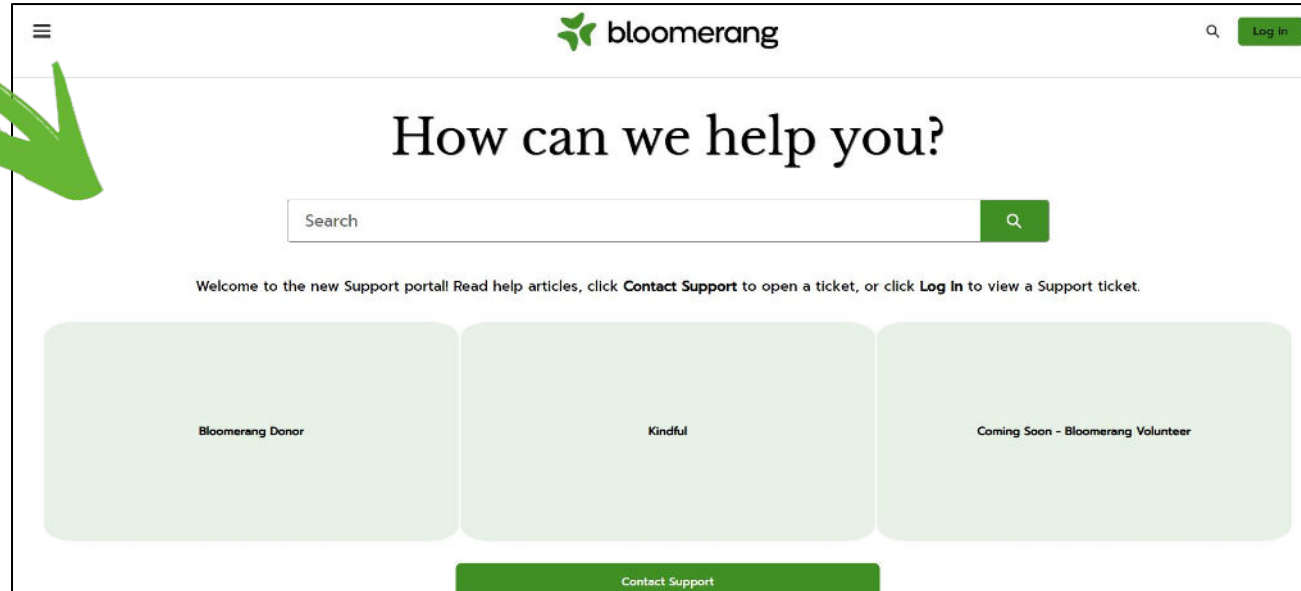 bloomerang
Log in
How can we help you?
Search
Welcome to the new Support portal! Read help articles, click Contact Support to open a ticket, or click Log In to view a Support ticket.
Bloomerang Donor
Kindful
Coming Soon - Bloomerang Volunteer
Contact Support